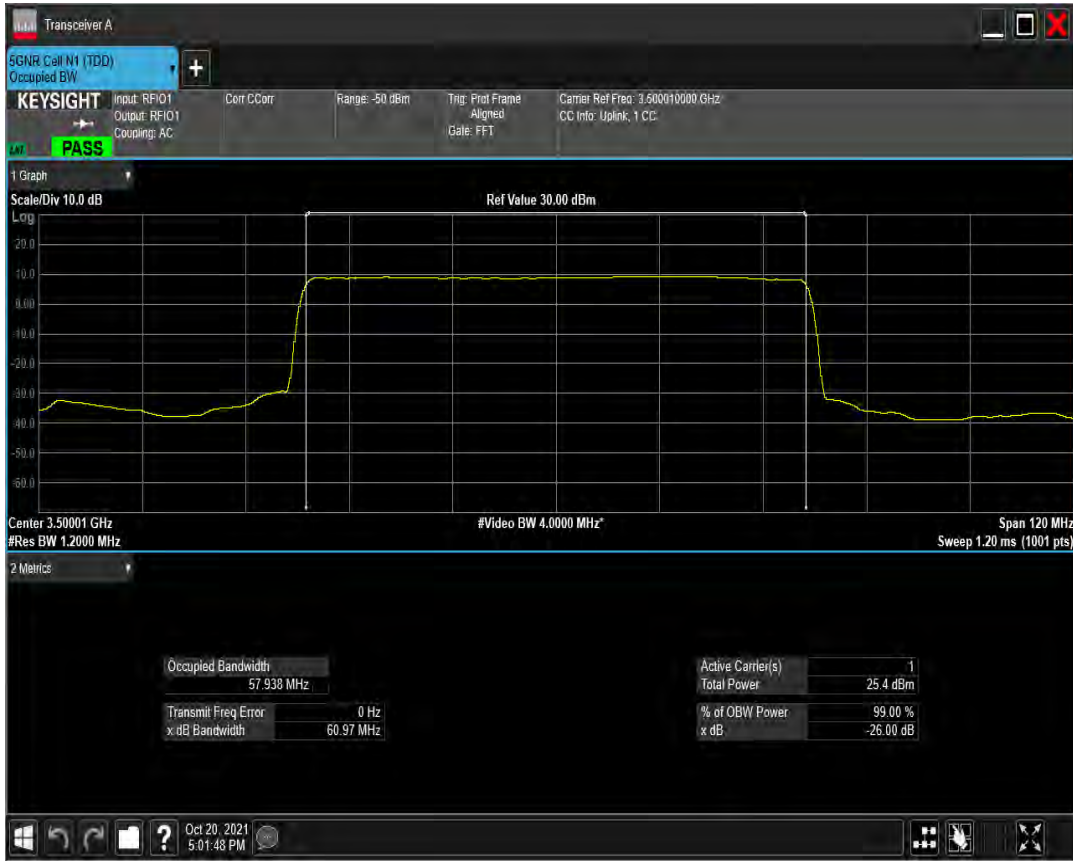 Transceiver A
5GNR Cell N1 (TDD)
Occupied BW
+
KEYSIGHT
Input: RFIO1
Output: RFIO1
Coupling: AC
Corr CCorr
Range: -50 dBm
Trig: Prot Frame
Aligned
Gate: FFT
Carrier Ref Freq: 3.500010000 GHz
CC Info: Uplink, 1 CC
PASS
1 Graph
Scale/Div 10.0 dB
Ref Value 30.00 dBm
Log
20.0
10.0
0.00
-10.0
-20.0
-30.0
-40.0
-50.0
-60.0
Center 3.50001 GHz
#Video BW 4.0000 MHz*
Span 120 MHz
#Res BW 1.2000 MHz
Sweep 1.20 ms (1001 pts)
2 Metrics
Occupied Bandwidth
57.938 MHz
Transmit Freq Error 0 Hz
x dB Bandwidth 60.97 MHz
Active Carrier(s) 1
Total Power 25.4 dBm
% of OBW Power 99.00 %
x dB -26.00 dB
?
Oct 20, 2021
5:01:48 PM